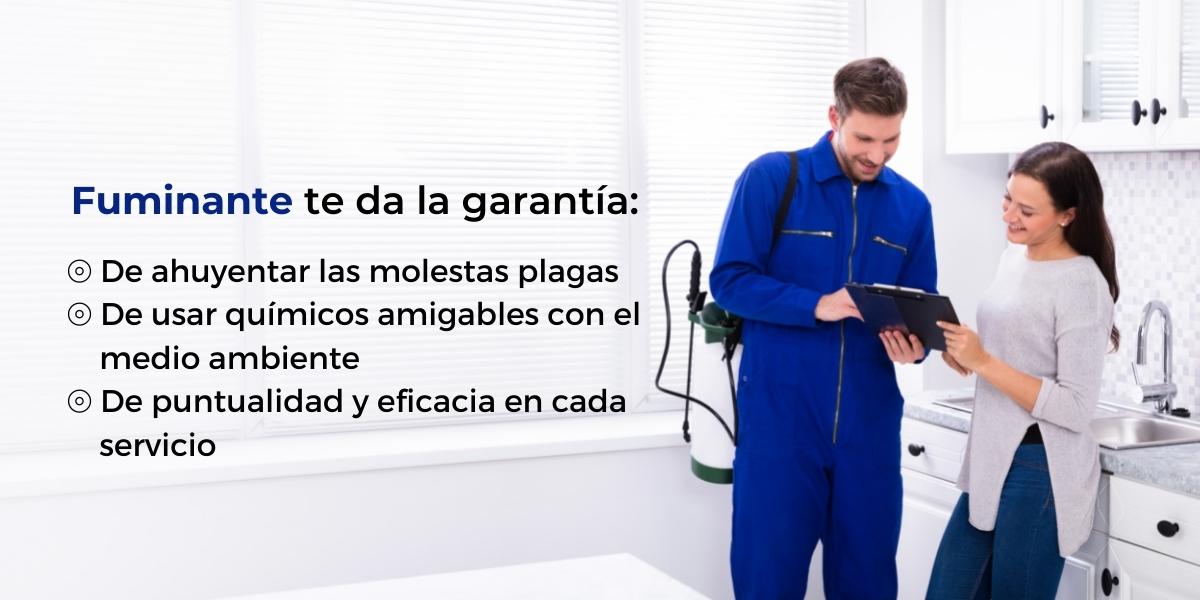 Fuminante te da la garantía:
◎ De ahuyentar las molestas plagas
◎ De usar químicos amigables con el
medio ambiente
◎ De puntualidad y eficacia en cada
servicio